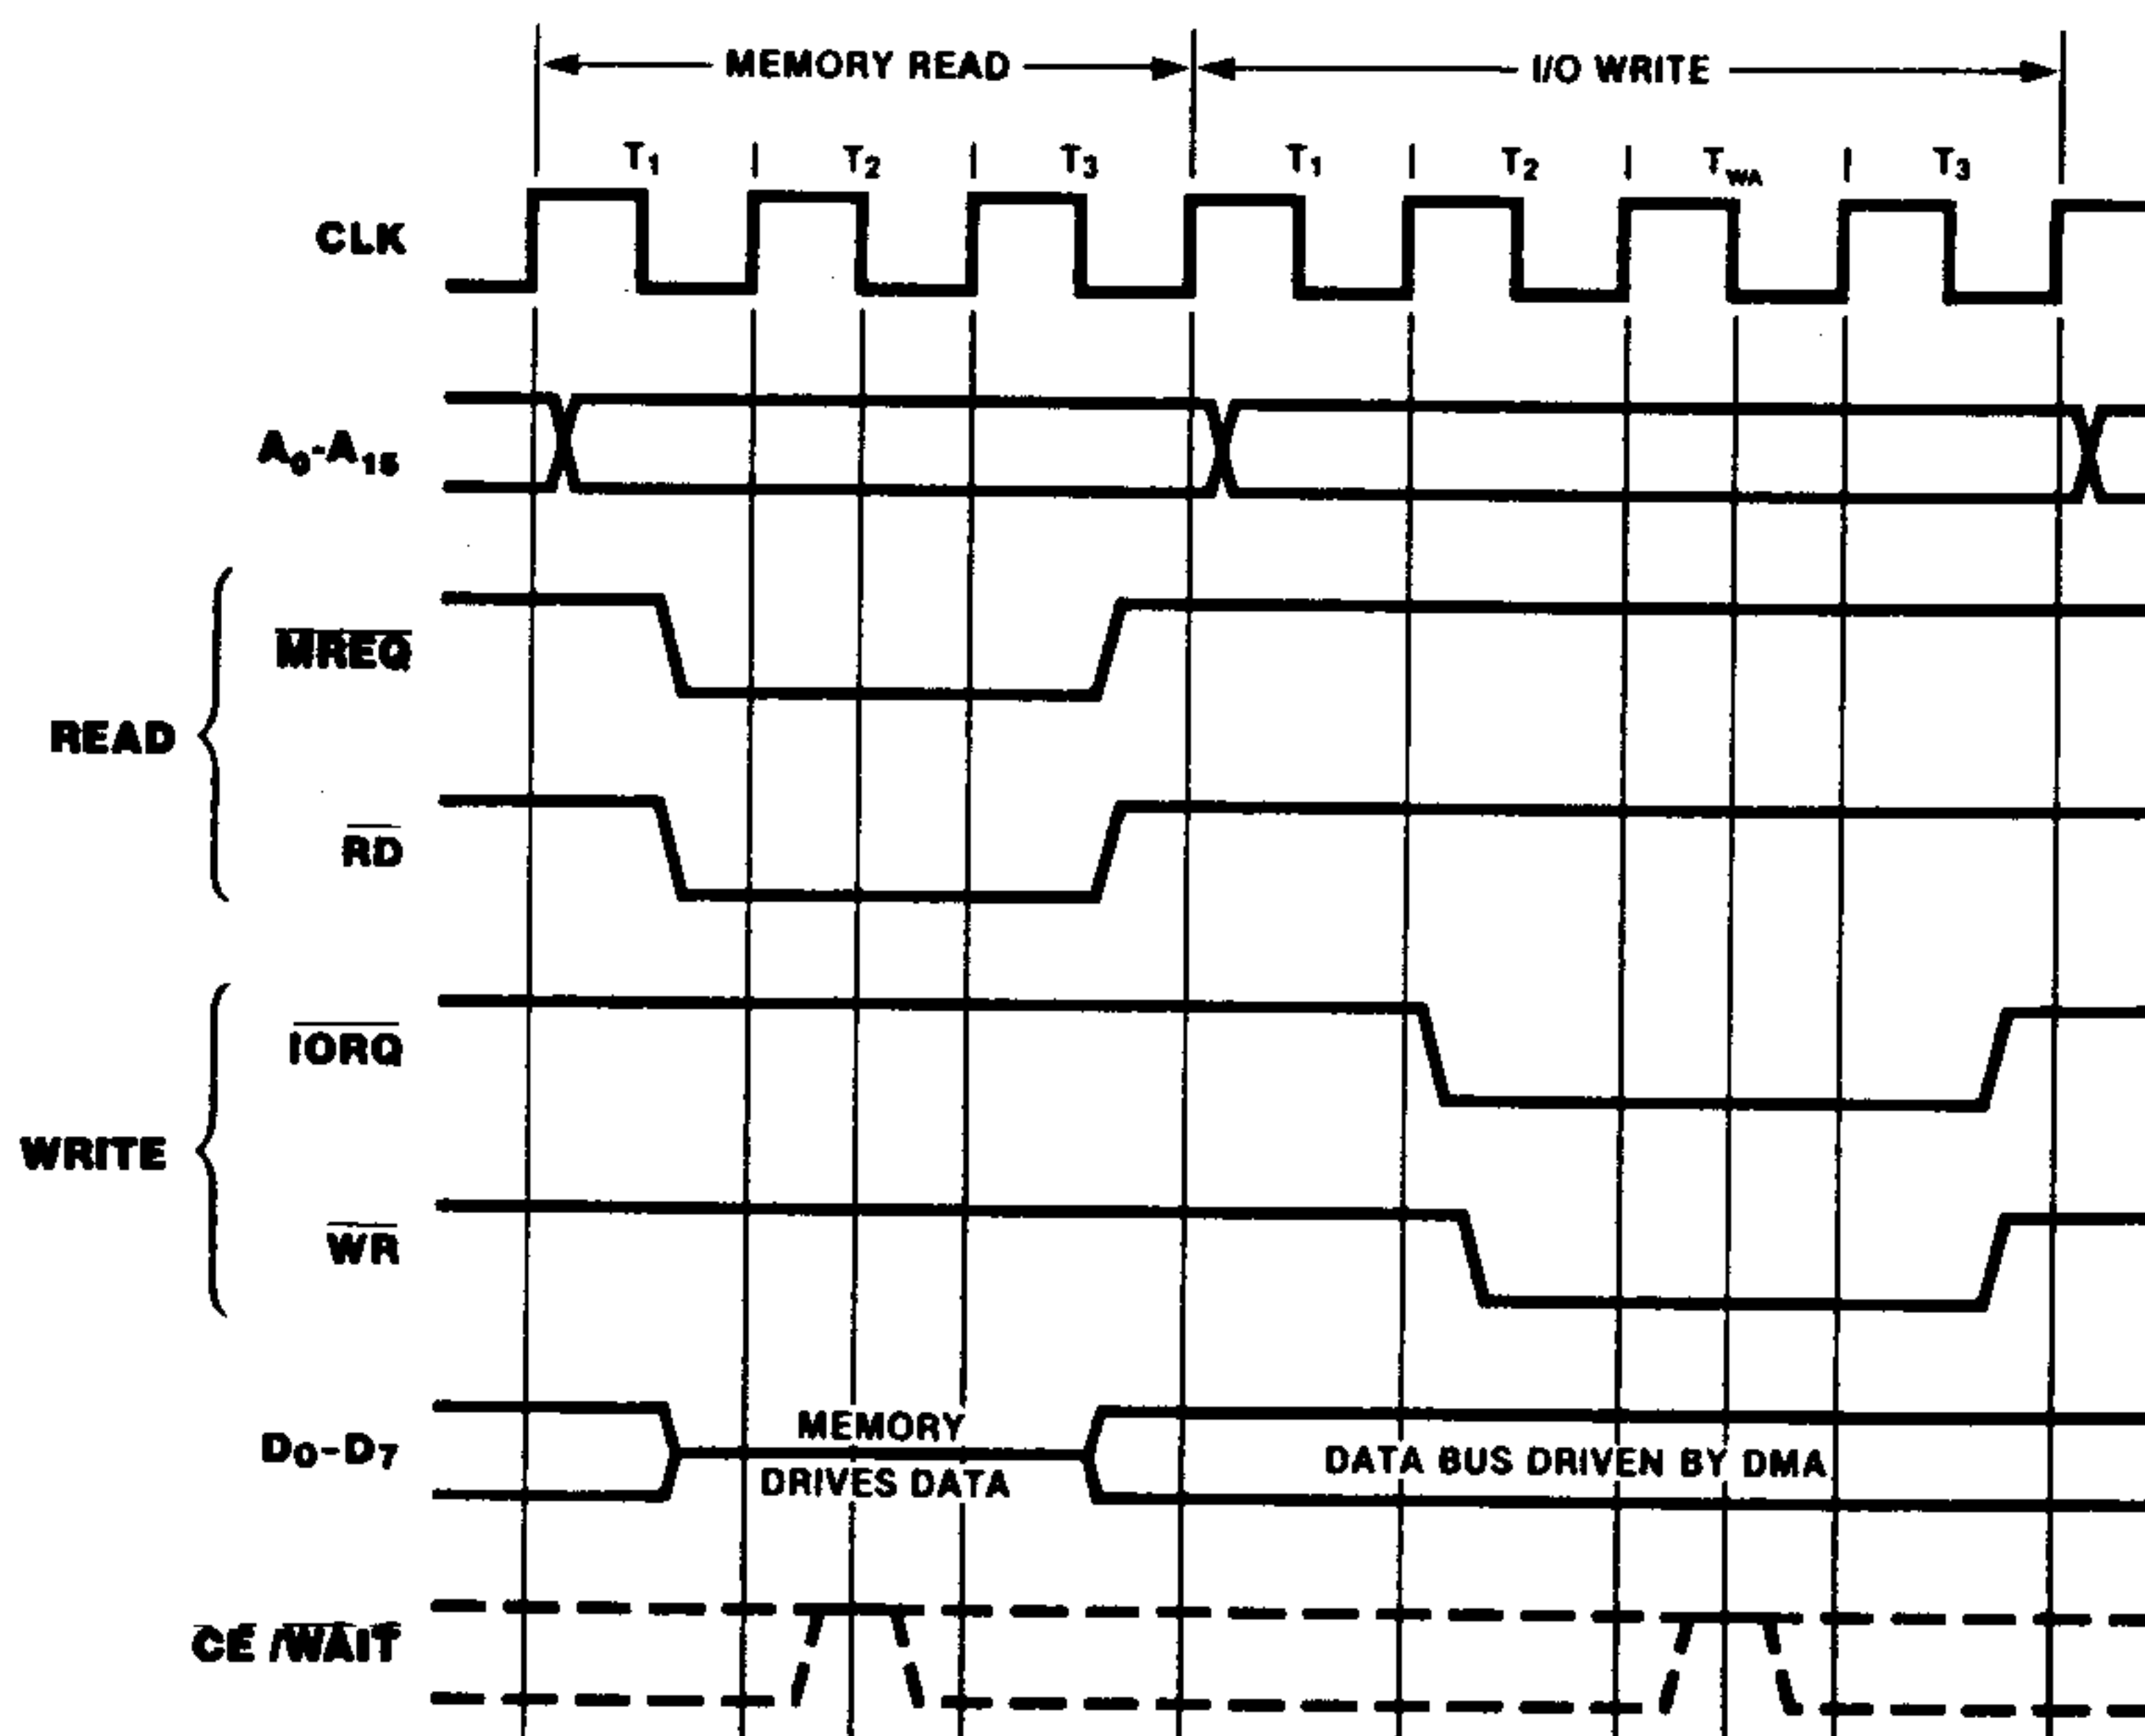 MEMORY READ I/O WRITE
T1 T2 T3 T1 T2 TWA T3
CLK
A0-A15
MREQ
READ
RD
IORQ
WRITE
WR
MEMORY
D0-D7 DATA BUS DRIVEN BY DMA
DRIVES DATA
CE/WAIT